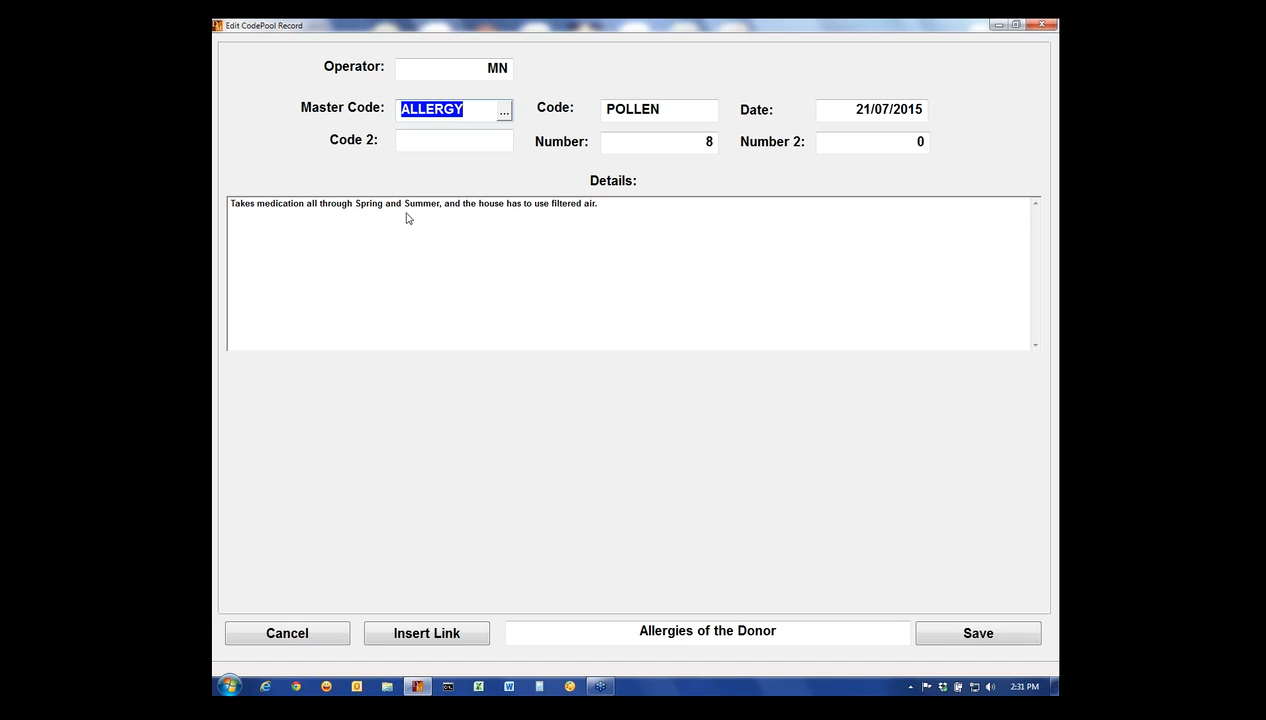 Edit CodePool Record
Operator: MN
Master Code: ALLERGY ... Code: POLLEN Date: 21/07/2015
Code 2: Number: 8 Number 2: 0
Details:
Takes medication all through Spring and Summer, and the house has to use filtered air.
Cancel Insert Link Allergies of the Donor Save
2:31 PM